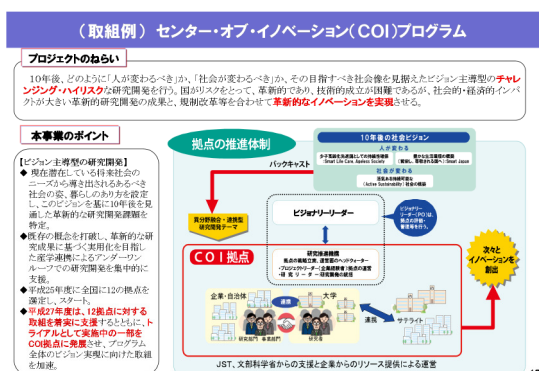 (取組例) センター・オブ・イノベーション(COI)プログラム
プロジェクトのねらい
10年後、どのように「人が変わるべき」か、「社会が変わるべき」か、その目指すべき社会像を見据えたビジョン主導型のチャレ
ンジング・ハイリスクな研究開発を行う。国がリスクをとって、革新的であり、技術的成立が困難であるが、社会的・経済的インパ
クトが大きい革新的研究開発の成果と、規制改革等を合わせて革新的なイノベーションを実現させる。
本事業のポイント
【ビジョン主導型の研究開発】
◆ 現在潜在している将来社会の
ニーズから導き出されるあるべき
社会の姿、暮らしのあり方を設定
し、このビジョンを基に10年後を見
通した革新的な研究開発課題を
特定。
◆既存の概念を打破し、革新的な研
究成果に基づく実用化を目指し
た産学連携によるアンダーワン
ルーフでの研究開発を集中的に
支援。
◆平成25年度に全国に12の拠点を
選定し、スタート。
◆平成27年度は、12拠点に対する
取組を着実に支援するとともに、ト
ライアルとして実施中の一部を
COI拠点に発展させ、プログラム
全体のビジョン実現に向けた取組
を加速。
拠点の推進体制
10年後の社会ビジョン
人が変わる
少子高齢化先進国としての持続性確保
(Smart Life Care, Ageless Society)
豊かな生活環境の構築
(繁栄し、尊敬される国へ) (Smart Japan)
社会が変わる
活気ある持続可能な
(Active Sustainability) 社会の構築
バックキャスト
異分野融合・連携型
研究開発テーマ
ビジョナリーリーダー
ビジョナリー
リーダー(PO)は、
拠点の評価・
管理等を行う。
COI拠点
研究推進機構
拠点の戦略立案、運営面のヘッドクォーター
・プロジェクトリーダー(企業経験者):拠点の運営
・研究リーダー:研究開発の統括
次々と
イノベーションを
創出
企業・自治体
連携
大学
研究部門
事業部門
研究者
連携
サテライト
JST、文部科学省からの支援と企業からのリソース提供による運営